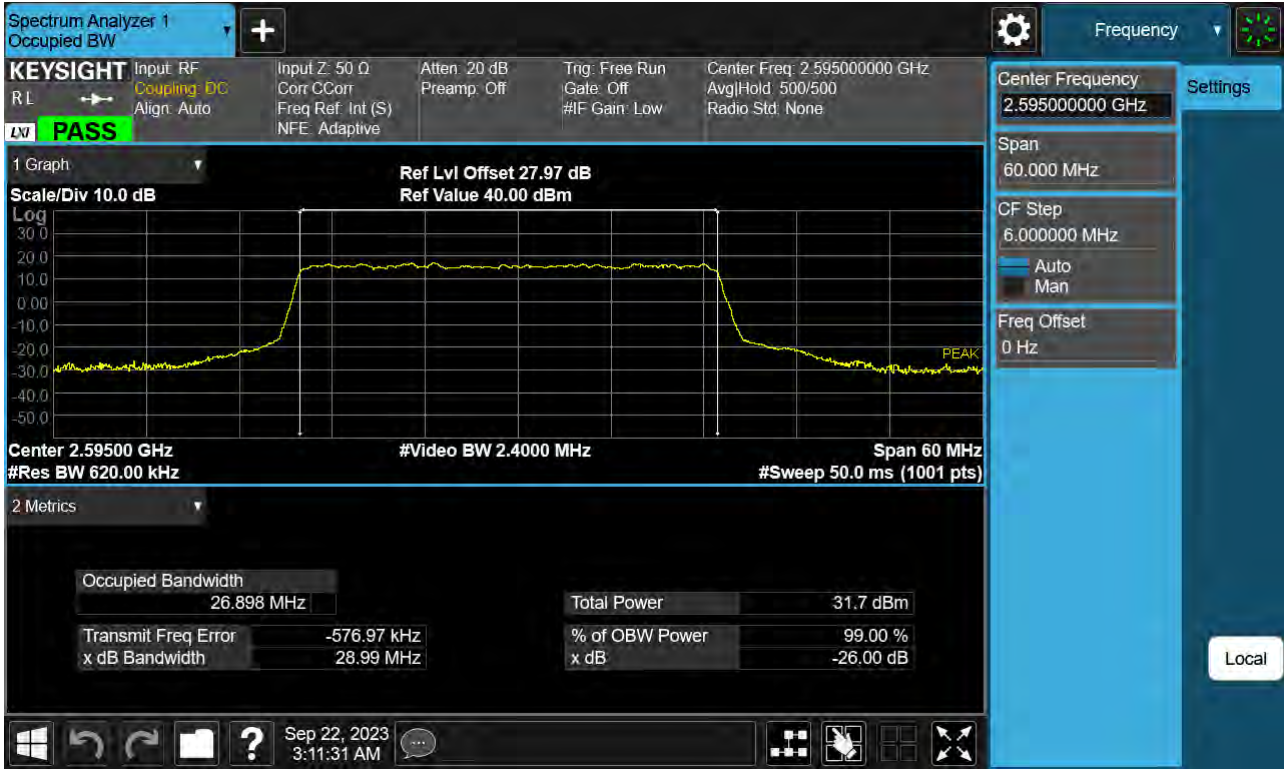 Spectrum Analyzer 1
Occupied BW
Frequency
KEYSIGHT
RL
LXI PASS
Input: RF
Coupling: DC
Align: Auto
Input Z: 50 Ω
Corr CCorr
Freq Ref: Int (S)
NFE: Adaptive
Atten: 20 dB
Preamp: Off
Trig: Free Run
Gate: Off
#IF Gain: Low
Center Freq: 2.595000000 GHz
Avg|Hold: 500/500
Radio Std: None
Center Frequency
2.595000000 GHz
Settings
Span
60.000 MHz
CF Step
6.000000 MHz
Auto
Man
Freq Offset
0 Hz
Local
1 Graph
Scale/Div 10.0 dB
Ref Lvl Offset 27.97 dB
Ref Value 40.00 dBm
Log
30.0
20.0
10.0
0.00
-10.0
-20.0
-30.0
-40.0
-50.0
PEAK
Center 2.59500 GHz
#Video BW 2.4000 MHz
Span 60 MHz
#Res BW 620.00 kHz
#Sweep 50.0 ms (1001 pts)
2 Metrics
Occupied Bandwidth
26.898 MHz
Total Power 31.7 dBm
Transmit Freq Error -576.97 kHz
% of OBW Power 99.00 %
x dB Bandwidth 28.99 MHz
x dB -26.00 dB
?
Sep 22, 2023
3:11:31 AM